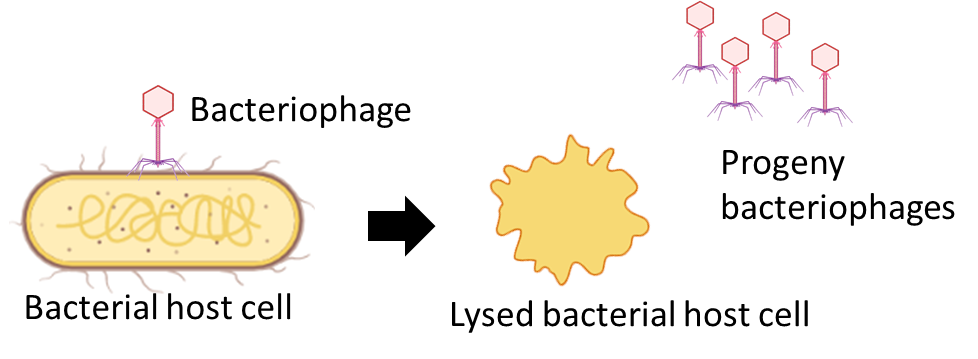 Bacteriophage
Bacterial host cell
Lysed bacterial host cell
Progeny
bacteriophages